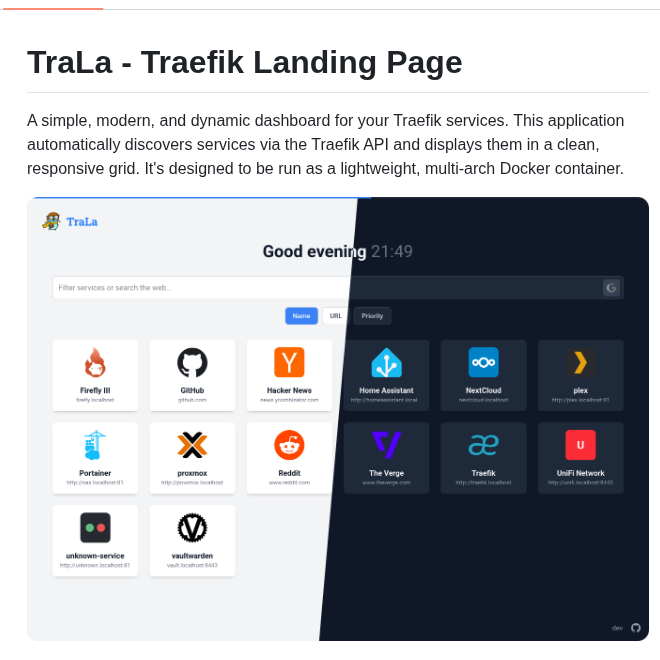 TraLa - Traefik Landing Page
A simple, modern, and dynamic dashboard for your Traefik services. This application
automatically discovers services via the Traefik API and displays them in a clean,
responsive grid. It's designed to be run as a lightweight, multi-arch Docker container.
TraLa
Good evening 21:49
Filter services or search the web...
Name URL Priority
Firefly III GitHub Hacker News Home Assistant NextCloud plex
firefly.localhost github.com news.ycombinator.com http://homeassistant.local nextcloud.localhost http://plex.localhost:81
Portainer proxmox Reddit The Verge Traefik UniFi Network
http://nas.localhost:81 http://proxmox.localhost www.reddit.com www.theverge.com http://traefik.localhost http://unifi.localhost:8443
unknown-service vaultwarden
http://unknown.localhost:81 vault.localhost:8443
dev